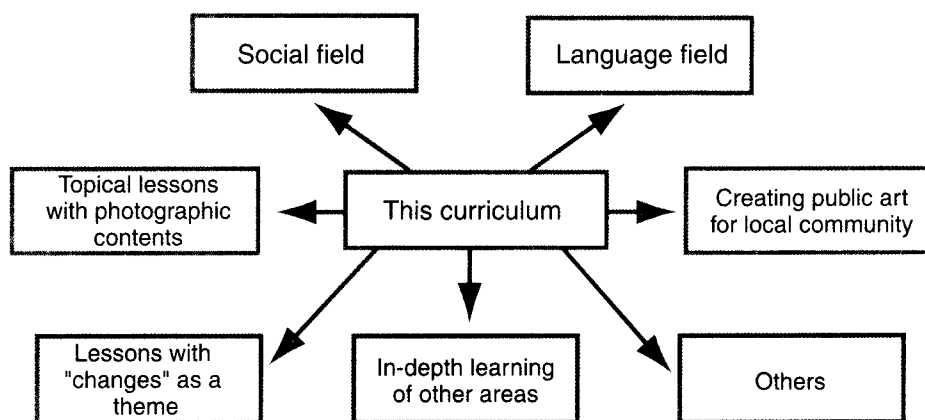 Social field
Language field
Topical lessons
with photographic
contents
This curriculum
Creating public art
for local community
Lessons with
"changes" as a
theme
In-depth learning
of other areas
Others